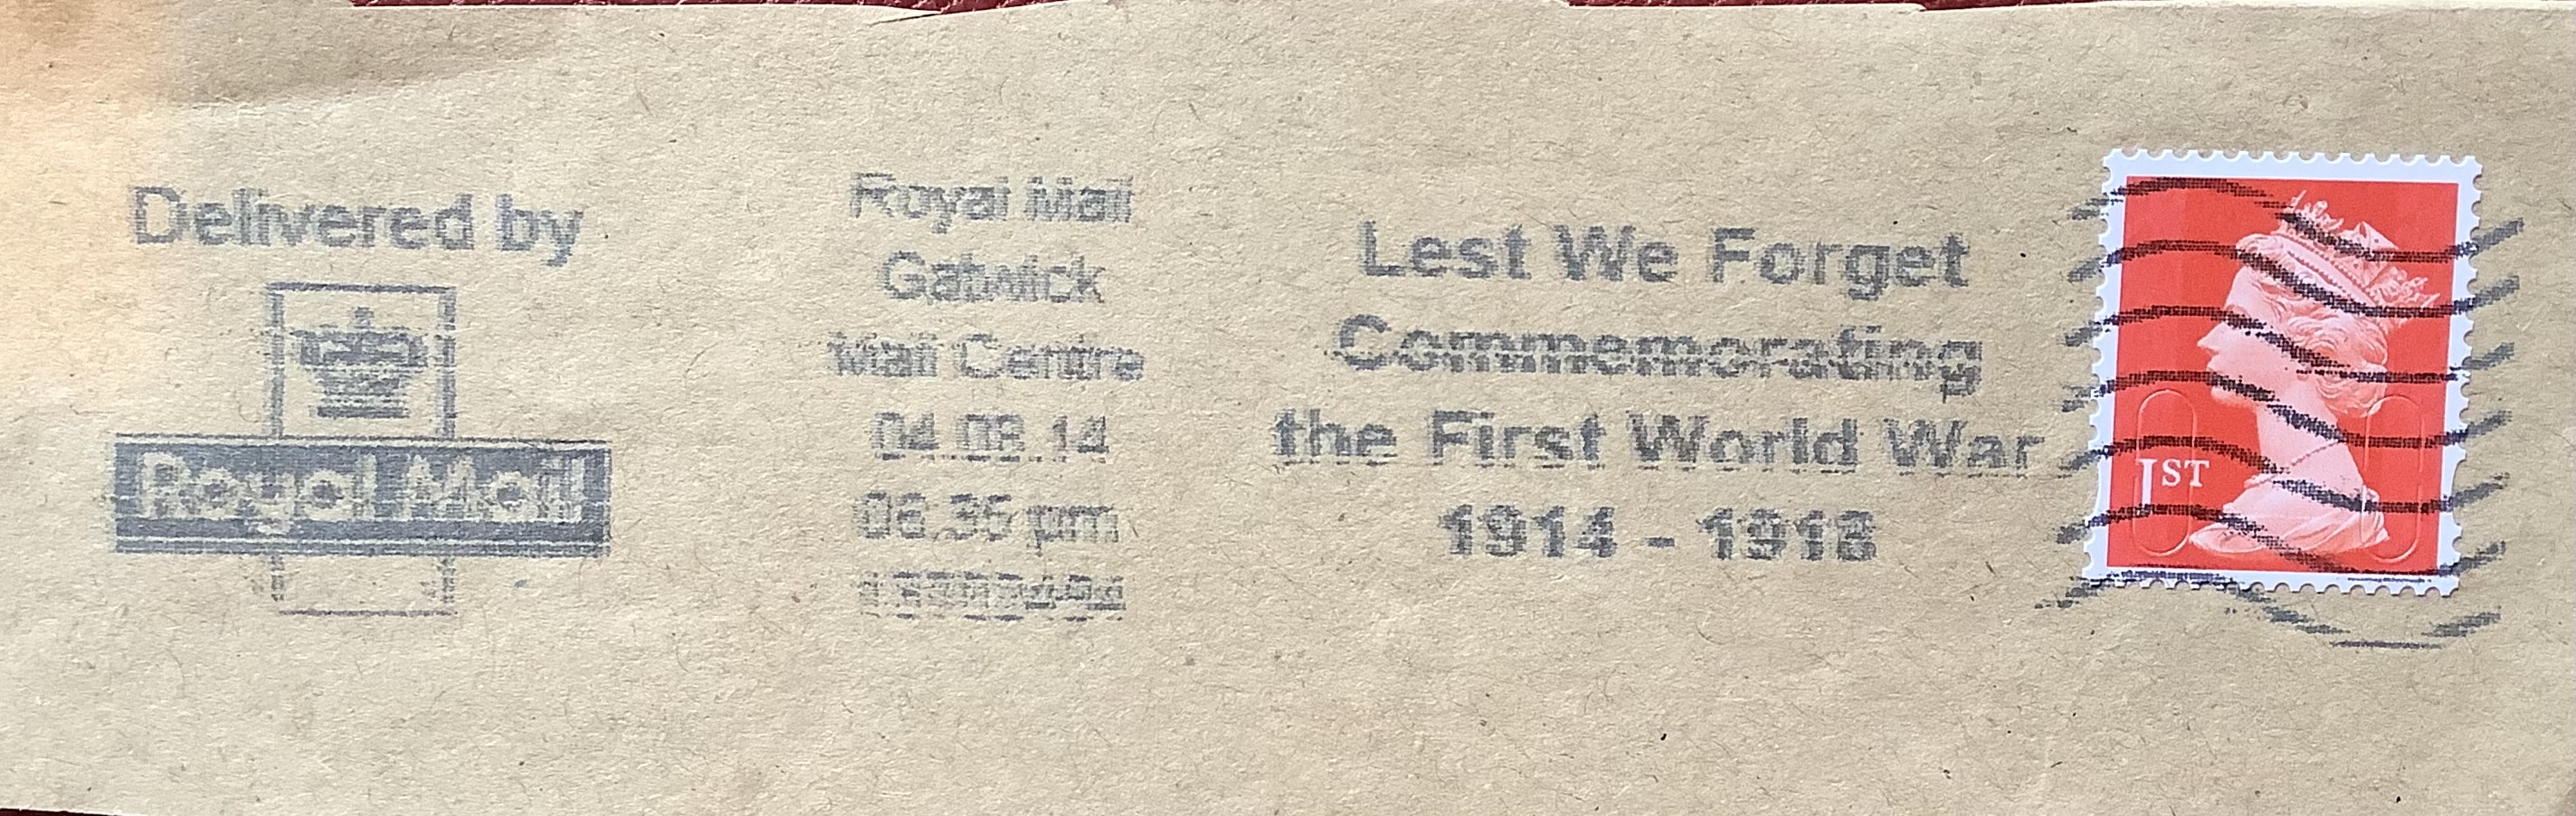 Delivered by
Royal Mail
Royal Mail
Gatwick
Mail Centre
04.08.14
06.35 pm
Lest We Forget
Commemorating
the First World War
1914 - 1918
1ST